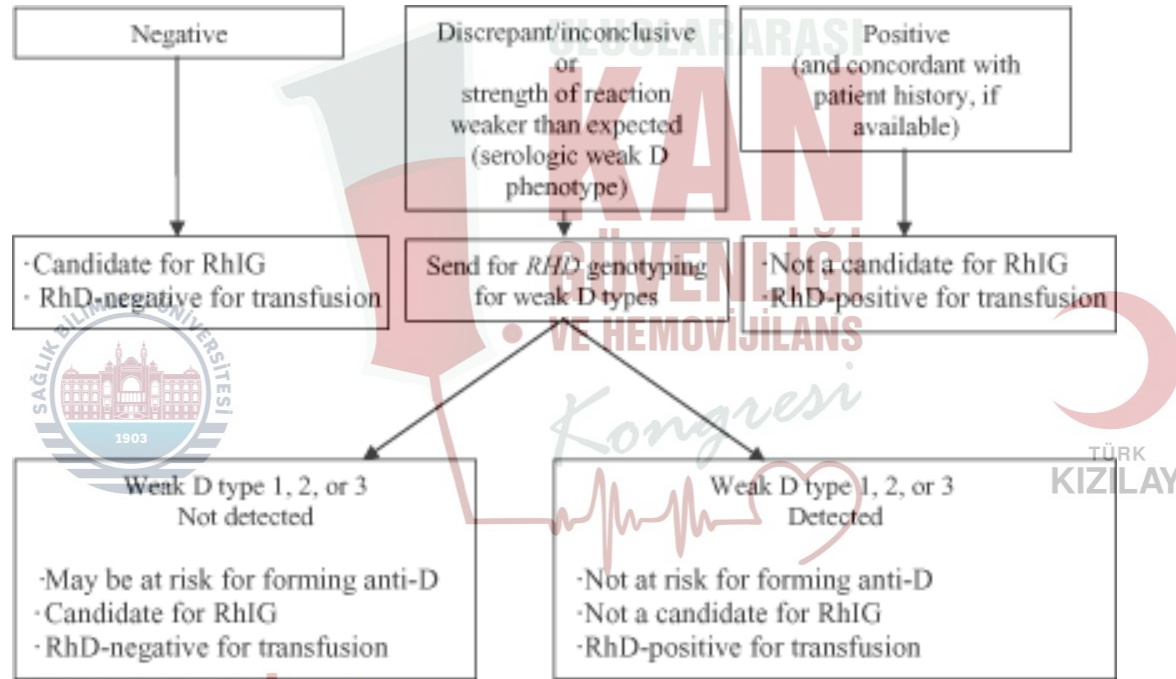 Negative
Discrepant/inconclusive
or
strength of reaction
weaker than expected
(serologic weak D
phenotype)
Positive
(and concordant with
patient history, if
available)
·Candidate for RhIG
· RhD-negative for transfusion
Send for RHD genotyping
for weak D types
·Not a candidate for RhIG
·RhD-positive for transfusion
Weak D type 1, 2, or 3
Not detected
·May be at risk for forming anti-D
·Candidate for RhIG
·RhD-negative for transfusion
Weak D type 1, 2, or 3
Detected
·Not at risk for forming anti-D
·Not a candidate for RhIG
·RhD-positive for transfusion
ULUSLARARASI
KAN
GÜVENLİĞİ
VE HEMOVİJİLANS
Kongresi
SAĞLIK BİLİMLERİ ÜNİVERSİTESİ
1903
TÜRK
KIZILAY